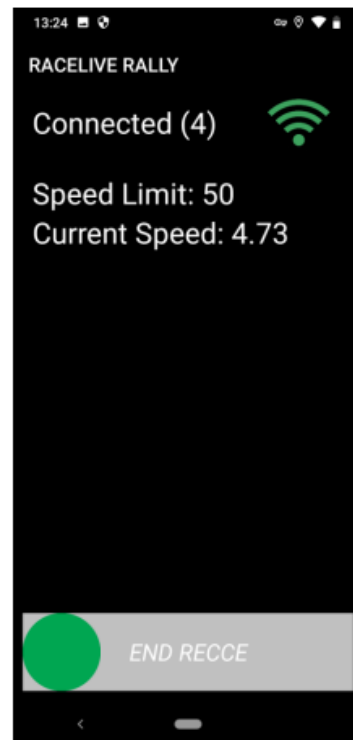 13:24
RACELIVE RALLY
Connected (4)
Speed Limit: 50
Current Speed: 4.73
END RECCE